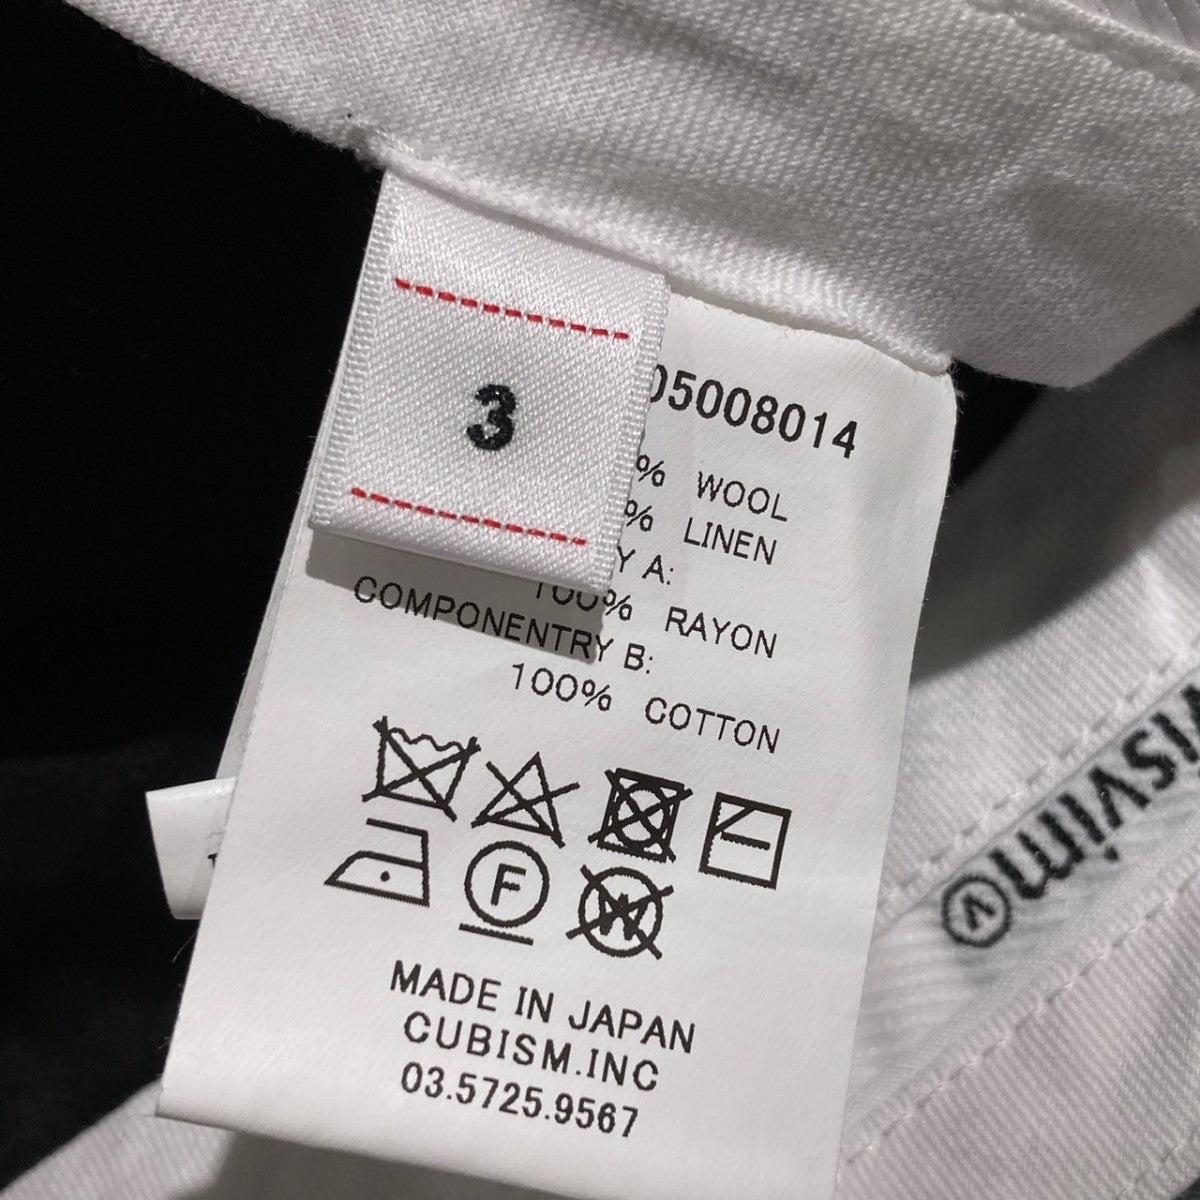 3
05008014
% WOOL
% LINEN
Y A:
100% RAYON
COMPONENTRY B:
100% COTTON
F
W
MADE IN JAPAN
CUBISM.INC
03.5725.9567
visvim
V